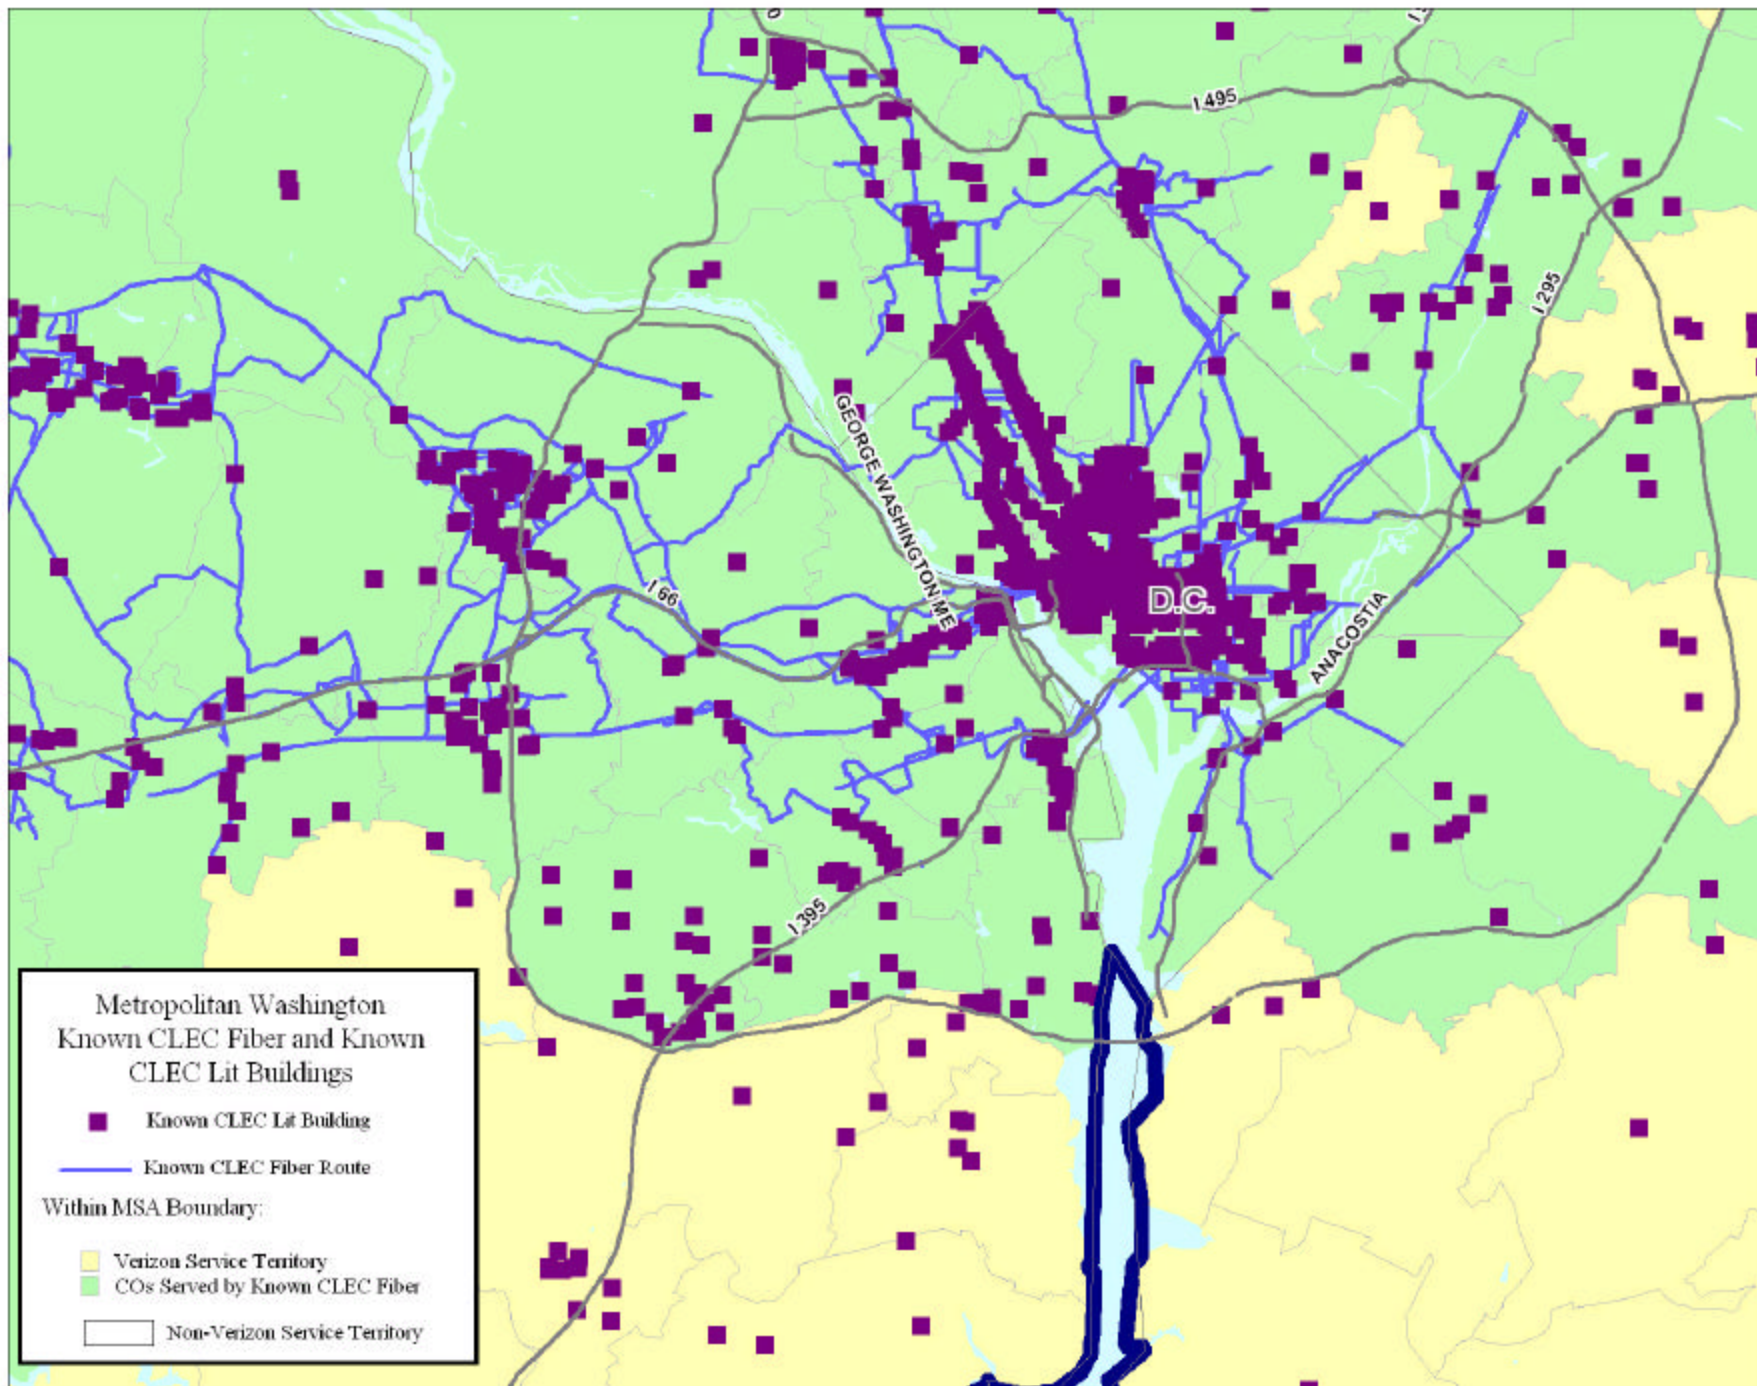 0
I 495
I 295
GEORGE WASHINGTON ME
I 66
D.C.
ANACOSTIA
I 395
Metropolitan Washington
Known CLEC Fiber and Known
CLEC Lit Buildings
Known CLEC Lit Building
Known CLEC Fiber Route
Within MSA Boundary:
Verizon Service Territory
COs Served by Known CLEC Fiber
Non-Verizon Service Territory